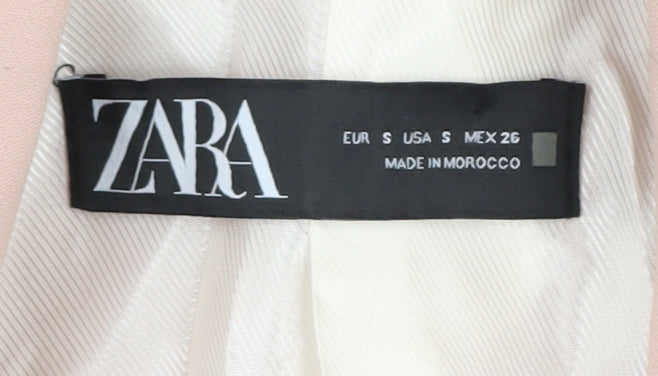 ZARA
EUR S USA S MEX 26
MADE IN MOROCCO